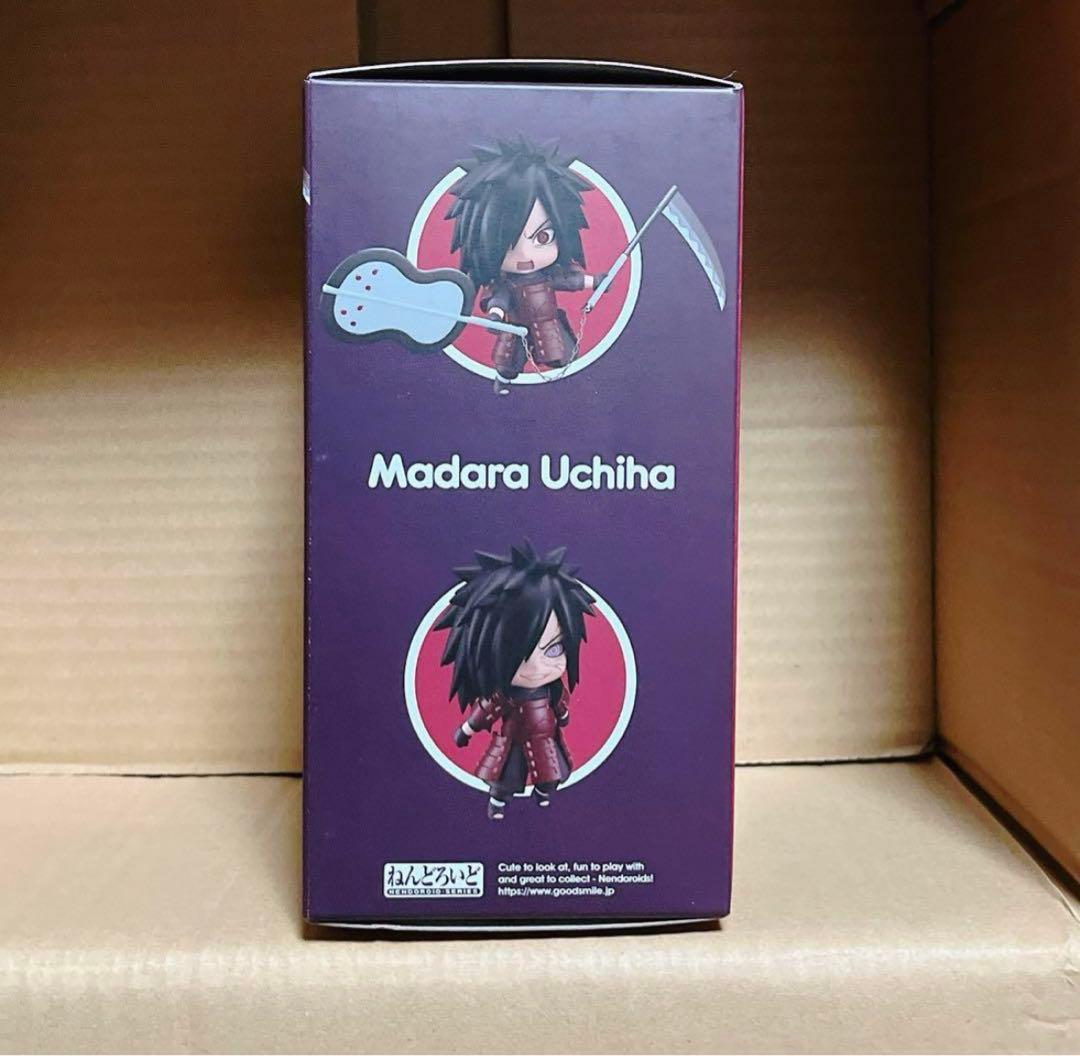 Madara Uchiha
ねんどろいど
NENDOROID SERIES
Cute to look at, fun to play with
and great to collect - Nendoroids!
https://www.goodsmile.jp